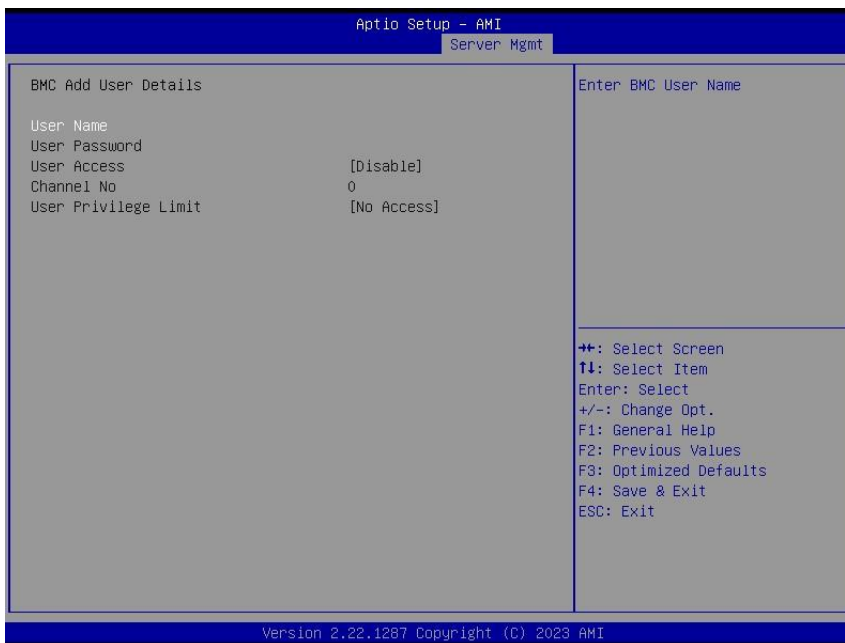 Aptio Setup – AMI
Server Mgmt
BMC Add User Details
Enter BMC User Name
User Name
User Password
User Access [Disable]
Channel No 0
User Privilege Limit [No Access]
→←: Select Screen
↑↓: Select Item
Enter: Select
+/-: Change Opt.
F1: General Help
F2: Previous Values
F3: Optimized Defaults
F4: Save & Exit
ESC: Exit
Version 2.22.1287 Copyright (C) 2023 AMI